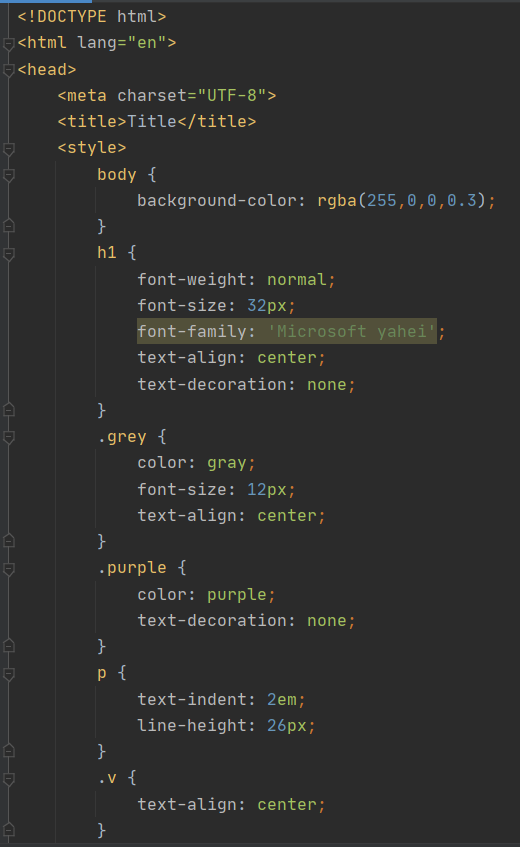 <!DOCTYPE html>
<html lang="en">
<head>
    <meta charset="UTF-8">
    <title>Title</title>
    <style>
        body {
            background-color: rgba(255,0,0,0.3);
        }
        h1 {
            font-weight: normal;
            font-size: 32px;
            font-family: 'Microsoft yahei';
            text-align: center;
            text-decoration: none;
        }
        .grey {
            color: gray;
            font-size: 12px;
            text-align: center;
        }
        .purple {
            color: purple;
            text-decoration: none;
        }
        p {
            text-indent: 2em;
            line-height: 26px;
        }
        .v {
            text-align: center;
        }